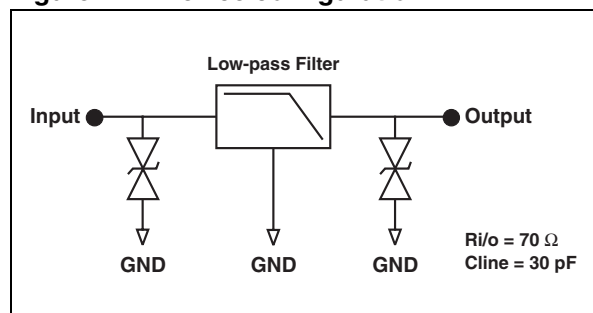 Low-pass Filter
Input
Output
GND
GND
GND
Ri/o = 70 Ω
Cline = 30 pF